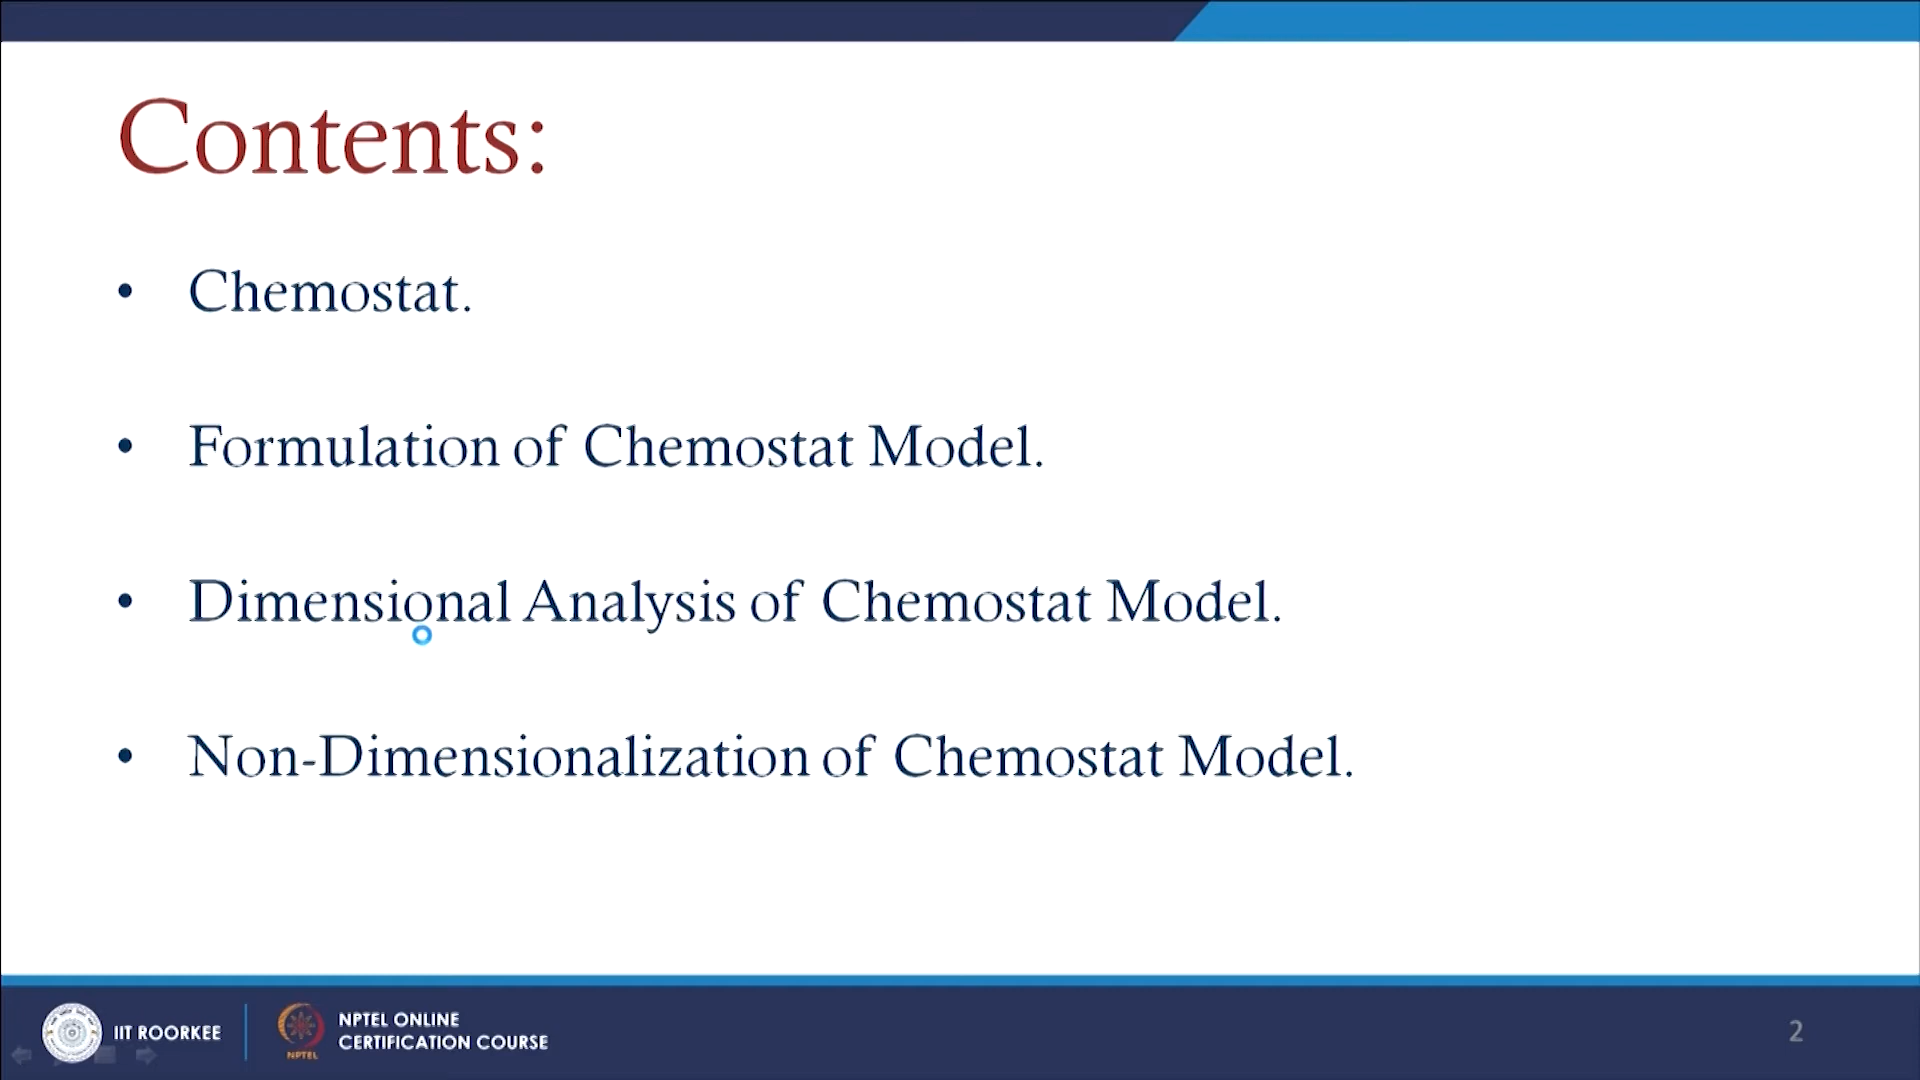 Contents:
• Chemostat.
• Formulation of Chemostat Model.
• Dimensional Analysis of Chemostat Model.
• Non-Dimensionalization of Chemostat Model.
IIT ROORKEE
NPTEL
NPTEL ONLINE
CERTIFICATION COURSE
2